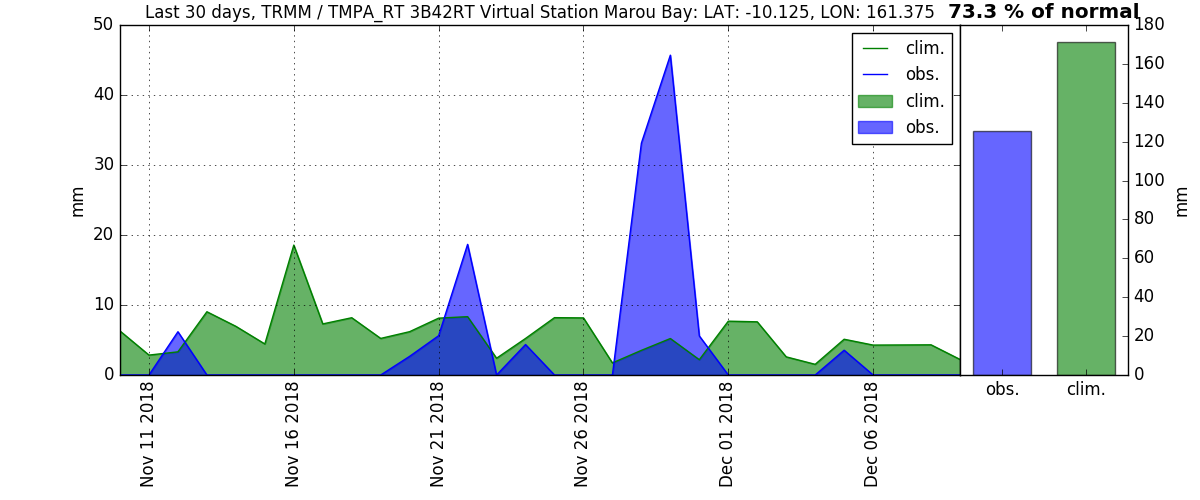 Last 30 days, TRMM / TMPA_RT 3B42RT Virtual Station Marou Bay: LAT: -10.125, LON: 161.375
73.3 % of normal
50
40
30
20
10
0
mm
clim.
obs.
clim.
obs.
Nov 11 2018
Nov 16 2018
Nov 21 2018
Nov 26 2018
Dec 01 2018
Dec 06 2018
180
160
140
120
100
80
60
40
20
0
mm
obs.
clim.